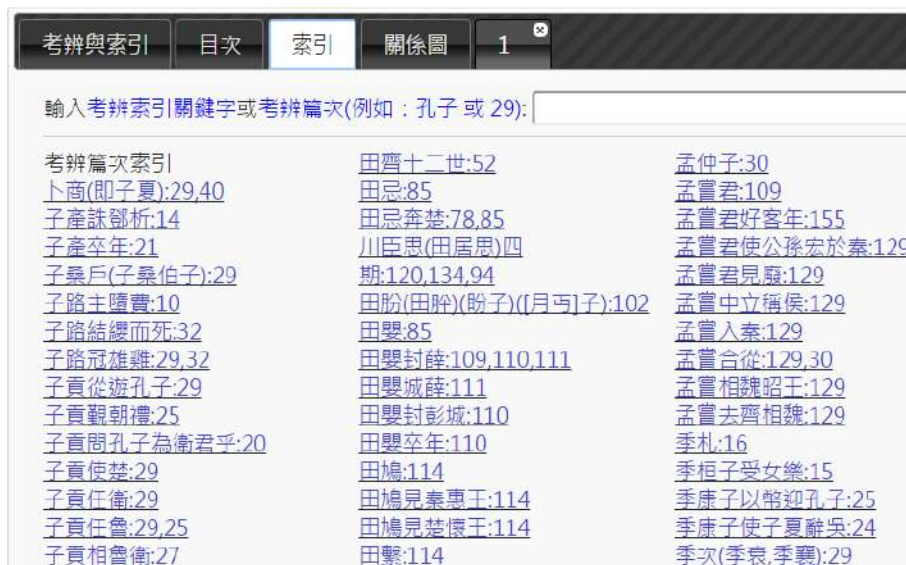 考辨與索引 目次 索引 關係圖 1
輸入考辨索引關鍵字或考辨篇次(例如：孔子 或 29):
考辨篇次索引
卜商(即子夏):29,40
子產誅鄧析:14
子產卒年:21
子桑戶(子桑伯子):29
子路主墮費:10
子路結纓而死:32
子路冠雄雞:29,32
子貢從遊孔子:29
子貢觀朝禮:25
子貢問孔子為衛君乎:20
子貢使楚:29
子貢任衛:29
子貢任魯:29,25
子貢相魯衛:27
田齊十二世:52
田忌:85
田忌奔楚:78,85
川臣思(田居思)四
期:120,134,94
田肦(田朌)(盼子)([月丐]子):102
田嬰:85
田嬰封薛:109,110,111
田嬰城薛:111
田嬰封彭城:110
田嬰卒年:110
田鳩:114
田鳩見秦惠王:114
田鳩見楚懷王:114
田繫:114
孟仲子:30
孟嘗君:109
孟嘗君好客年:155
孟嘗君使公孫宏於秦:129
孟嘗君見廢:129
孟嘗中立稱侯:129
孟嘗入秦:129
孟嘗合從:129,30
孟嘗相魏昭王:129
孟嘗去齊相魏:129
季札:16
季桓子受女樂:15
季康子以幣迎孔子:25
季康子使子夏辭吳:24
季次(季哀,季襄):29